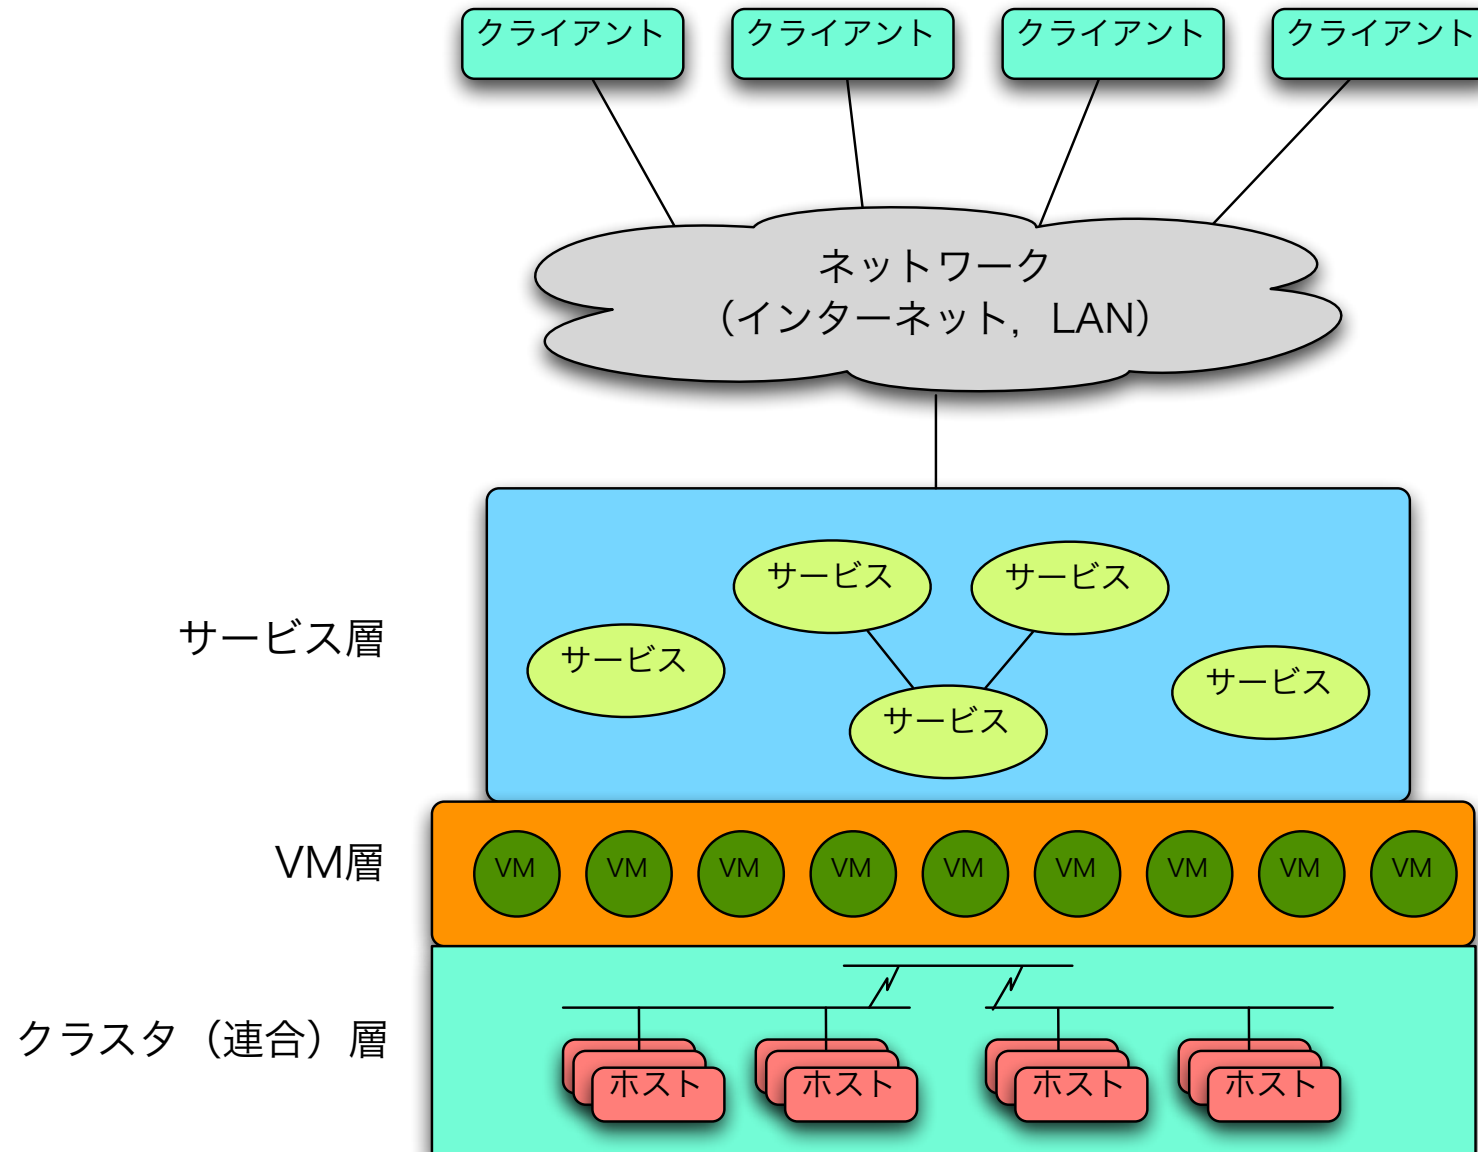 クライアント
クライアント
クライアント
クライアント
ネットワーク
（インターネット，LAN）
サービス層
サービス
サービス
サービス
サービス
サービス
VM層
VM
VM
VM
VM
VM
VM
VM
VM
VM
クラスタ（連合）層
ホスト
ホスト
ホスト
ホスト